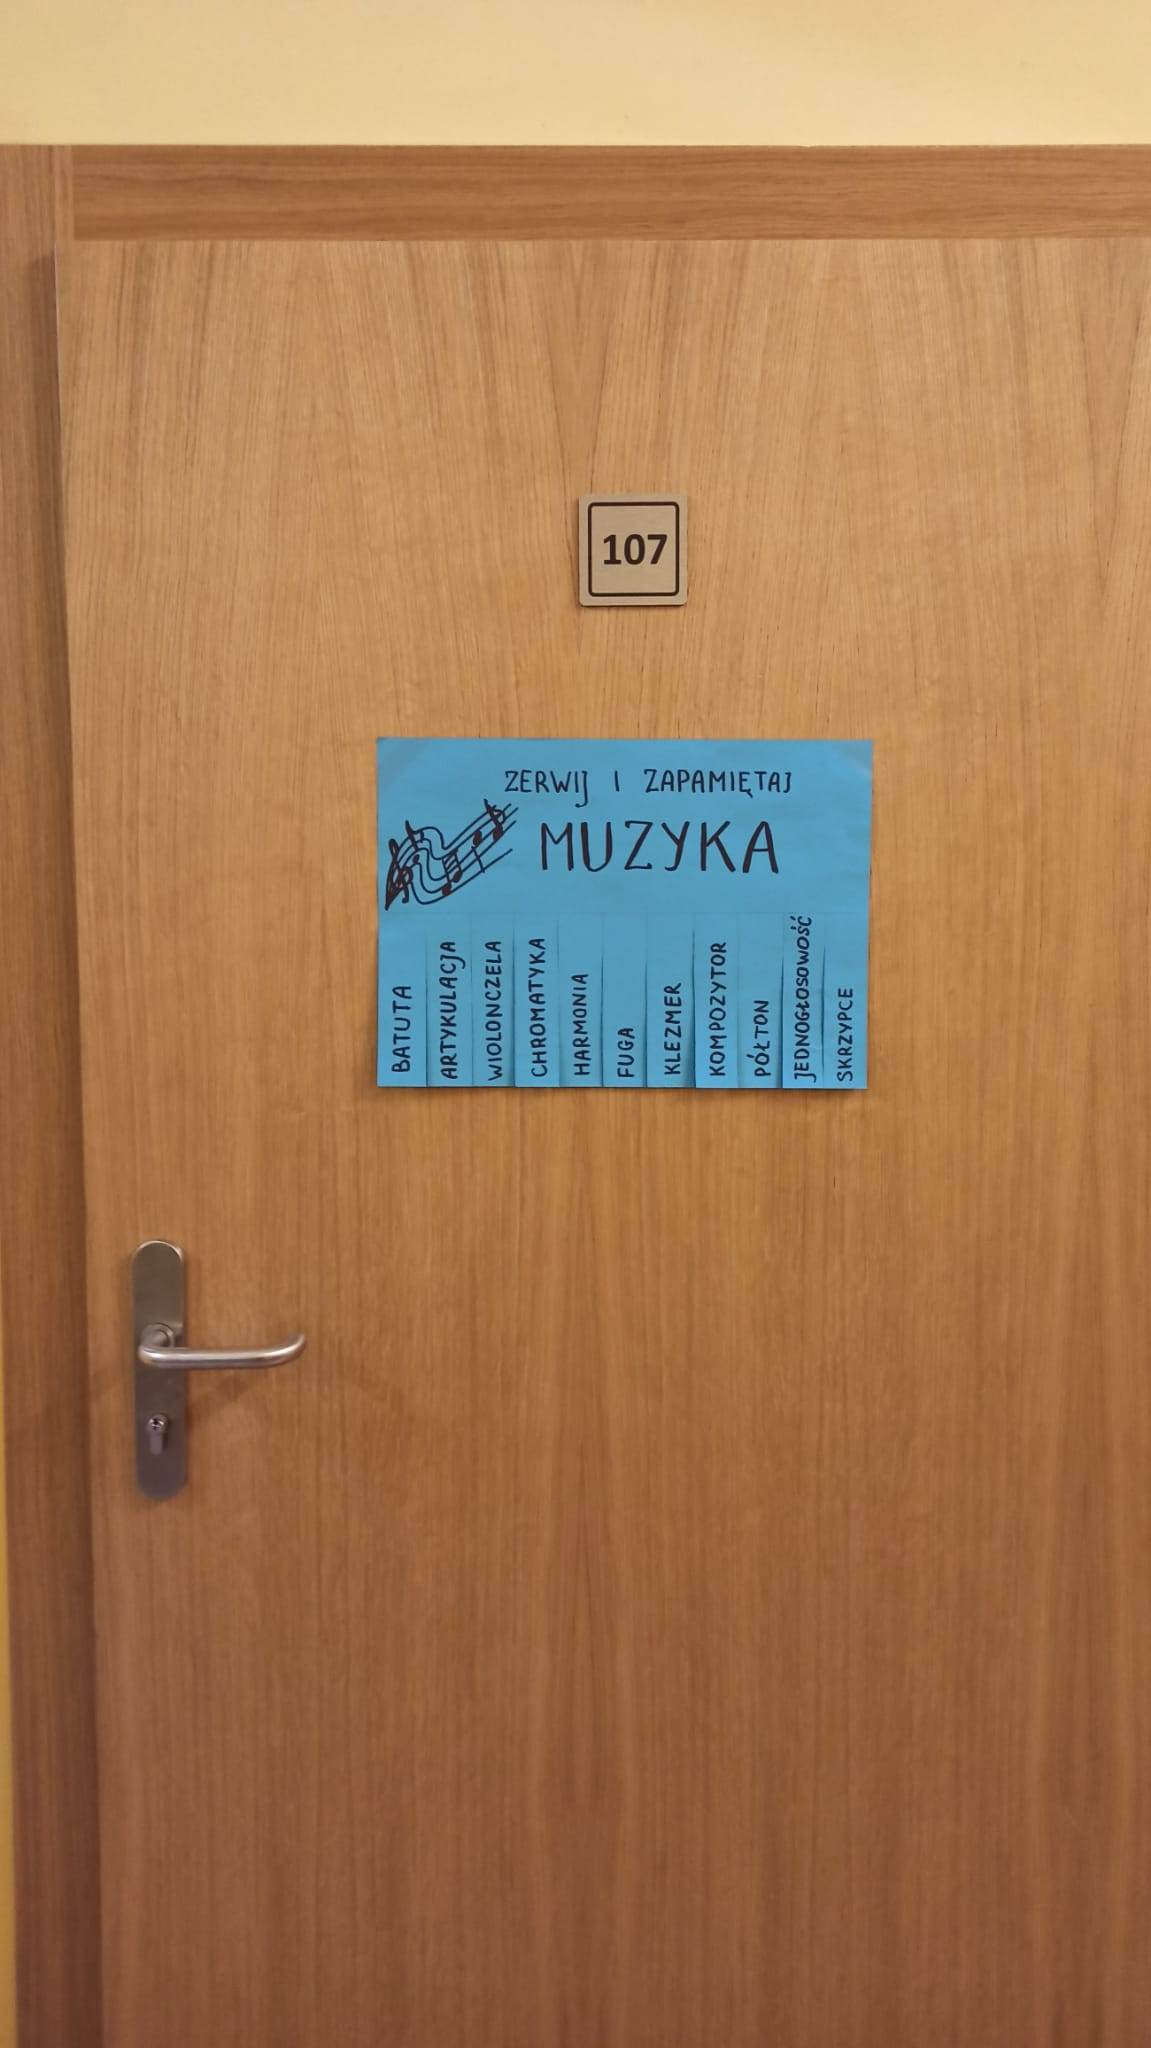 107
ZERWIJ I ZAPAMIĘTAJ
MUZYKA
BATUTA
ARTYKULACJA
WIOLONCZELA
CHROMATYKA
HARMONIA
FUGA
KLEZMER
KOMPOZYTOR
PÓŁTON
JEDNOGŁOSOWOŚĆ
SKRZYPCE